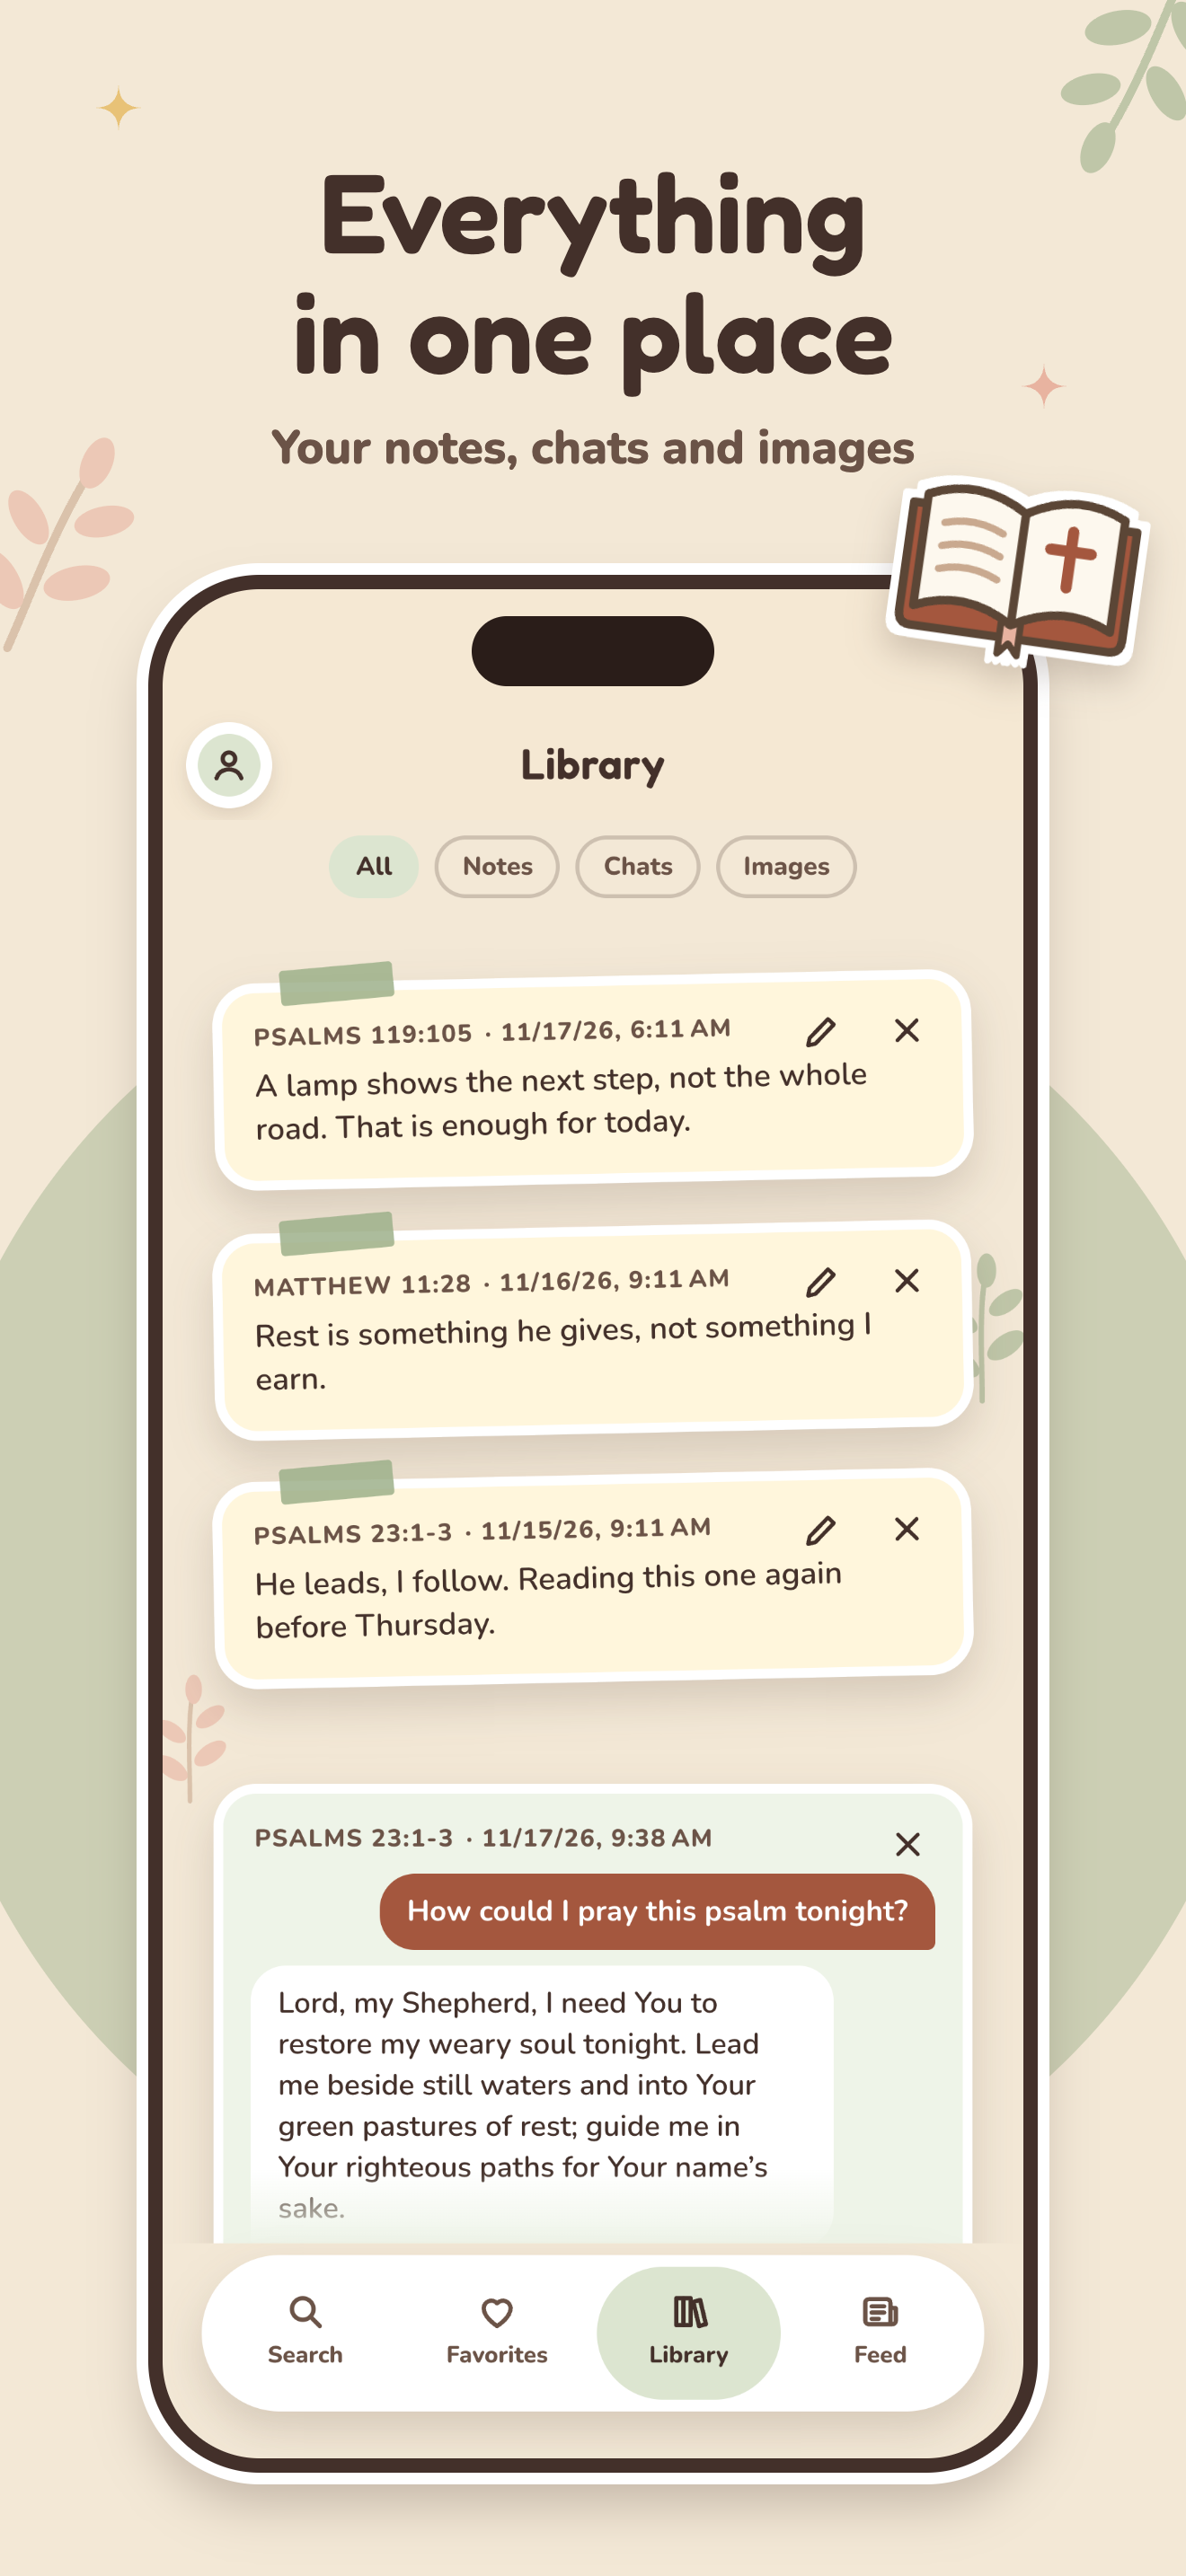 Everything
in one place
Your notes, chats and images
Library
All
Notes
Chats
Images
PSALMS 119:105 · 11/17/26, 6:11 AM
A lamp shows the next step, not the whole
road. That is enough for today.
MATTHEW 11:28 · 11/16/26, 9:11 AM
Rest is something he gives, not something I
earn.
PSALMS 23:1-3 · 11/15/26, 9:11 AM
He leads, I follow. Reading this one again
before Thursday.
PSALMS 23:1-3 · 11/17/26, 9:38 AM
How could I pray this psalm tonight?
Lord, my Shepherd, I need You to
restore my weary soul tonight. Lead
me beside still waters and into Your
green pastures of rest; guide me in
Your righteous paths for Your name’s
sake.
Search
Favorites
Library
Feed